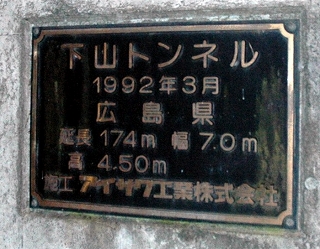 下山トンネル
1992年3月
広島県
延長 174m 幅 7.0m
高 4.50m
施工 アイサワ工業株式会社